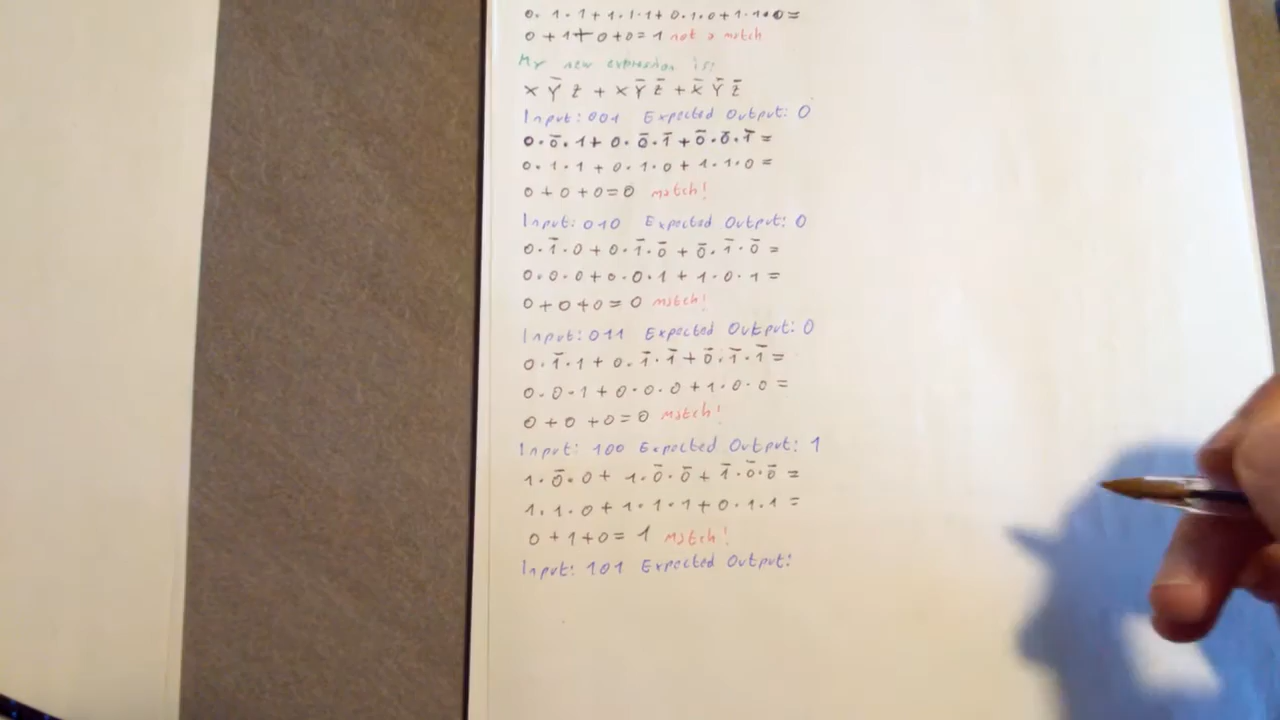 0. 1·1+1·1·1+0.1.0+1·1·0=
0+1+0+0=1 not a match
My new expression is:
X Y̅ Z + X Y̅ Z̅ + X̅ Y̅ Z̅
Input: 001 Expected Output: 0
0·0̅·1+0·0̅·1̅+0̅·0̅·1̅=
0·1·1+0·1·0+1·1·0=
0+0+0=0 match!
Input: 010 Expected Output: 0
0·1̅·0+0·1̅·0̅+0̅·1̅·0̅=
0·0·0+0·0·1+1·0·1=
0+0+0=0 match!
Input: 011 Expected Output: 0
0·1̅·1+0·1̅·1̅+0̅·1̅·1̅=
0·0·1+0·0·0+1·0·0=
0+0+0=0 match!
Input: 100 Expected Output: 1
1·0̅·0+1·0̅·0̅+1̅·0̅·0̅=
1·1·0+1·1·1+0·1·1=
0+1+0=1 match!
Input: 101 Expected Output: